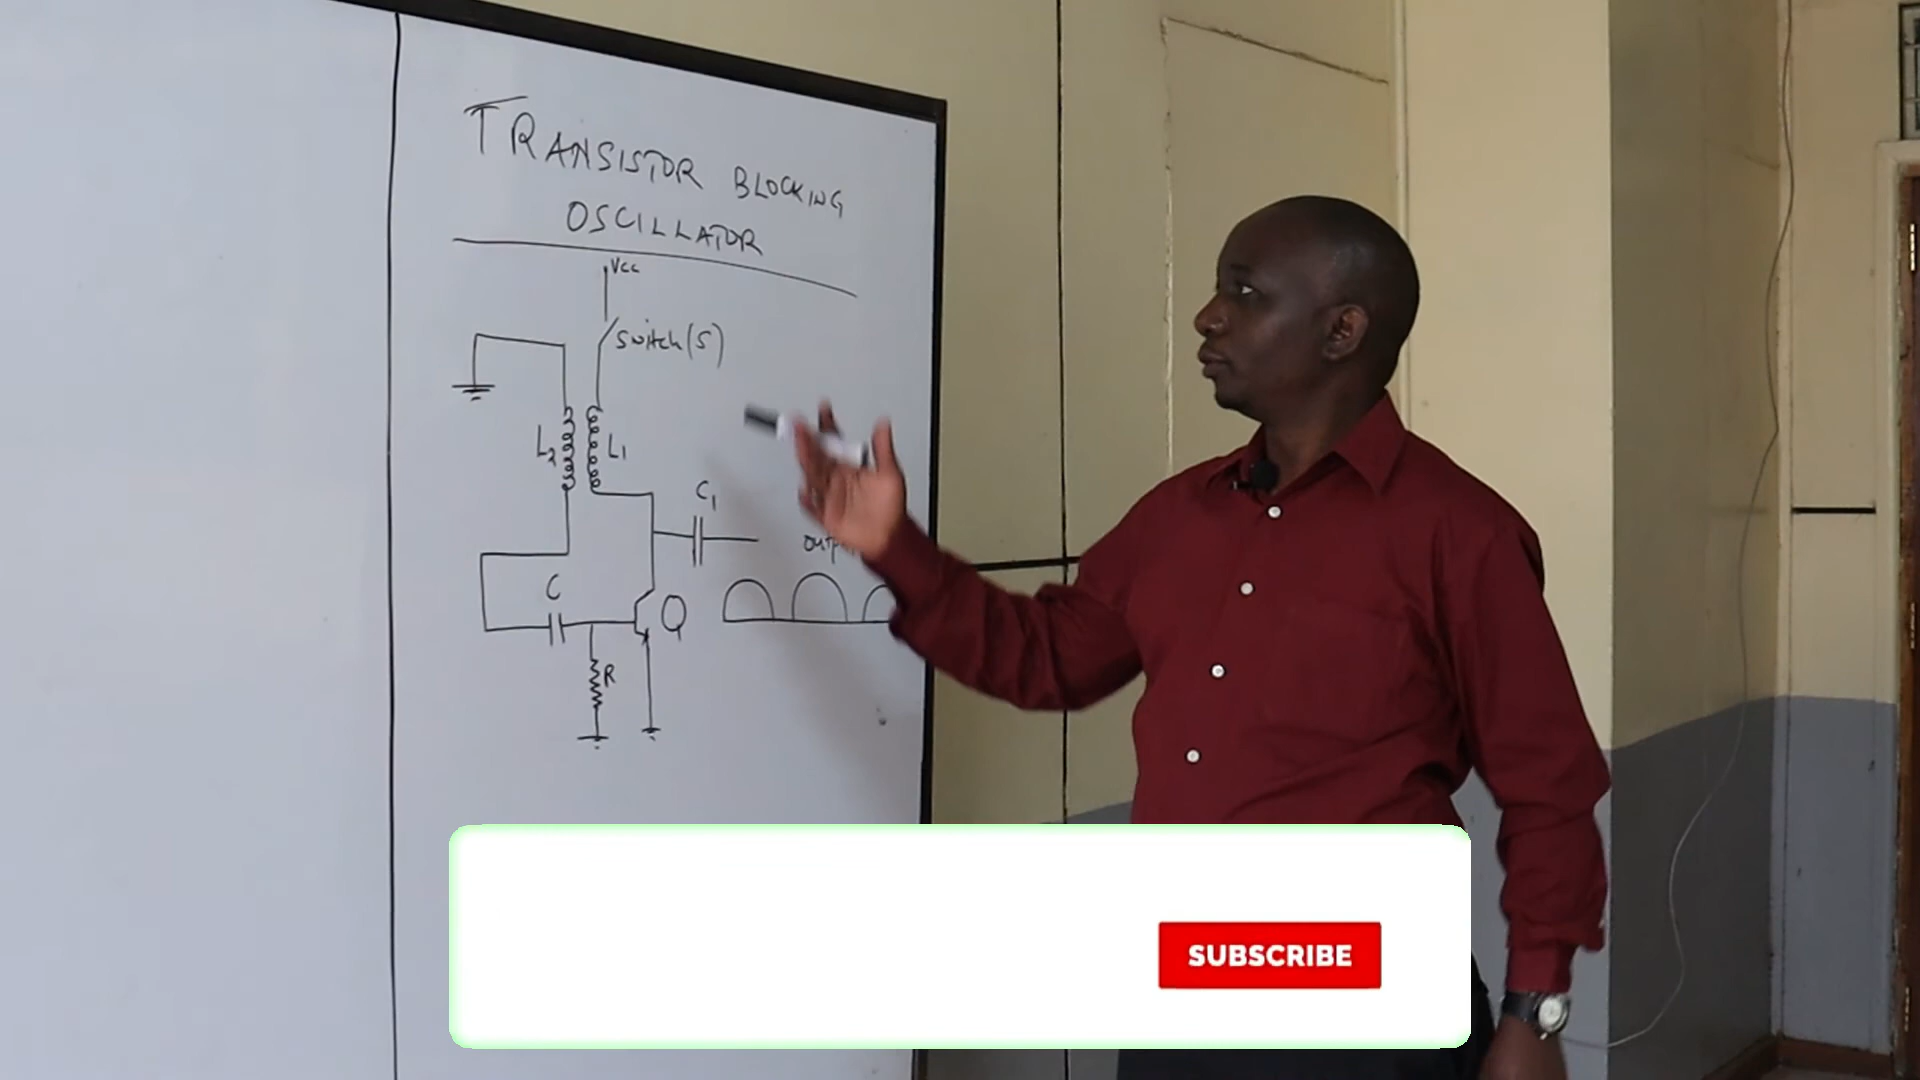 TRANSISTOR BLOCKING
OSCILLATOR
Vcc
Switch (S)
L2
L1
C1
C
Q
R
SUBSCRIBE